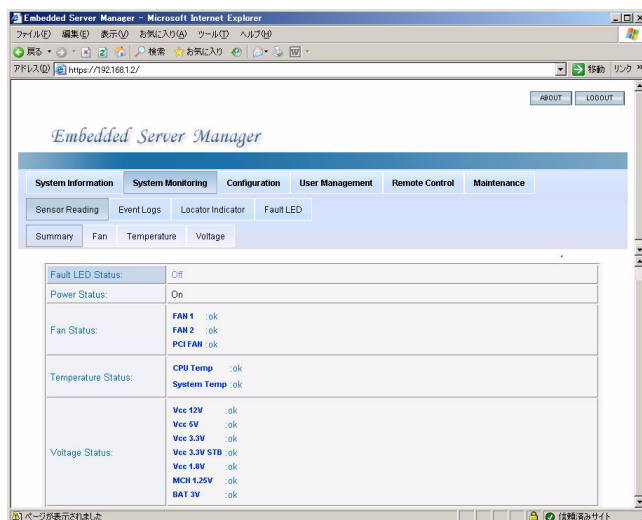 Embedded Server Manager - Microsoft Internet Explorer
ファイル(F) 編集(E) 表示(V) お気に入り(A) ツール(T) ヘルプ(H)
戻る 検索 お気に入り
アドレス(D) https://192.168.1.2/ 移動 リンク »
ABOUT LOGOUT
Embedded Server Manager
System Information System Monitoring Configuration User Management Remote Control Maintenance
Sensor Reading Event Logs Locator Indicator Fault LED
Summary Fan Temperature Voltage
Fault LED Status: Off
Power Status: On
Fan Status:
FAN 1 :ok
FAN 2 :ok
PCI FAN :ok
Temperature Status:
CPU Temp :ok
System Temp :ok
Voltage Status:
Vcc 12V :ok
Vcc 5V :ok
Vcc 3.3V :ok
Vcc 3.3V STB :ok
Vcc 1.8V :ok
MCH 1.25V :ok
BAT 3V :ok
ページが表示されました 信頼済みサイト